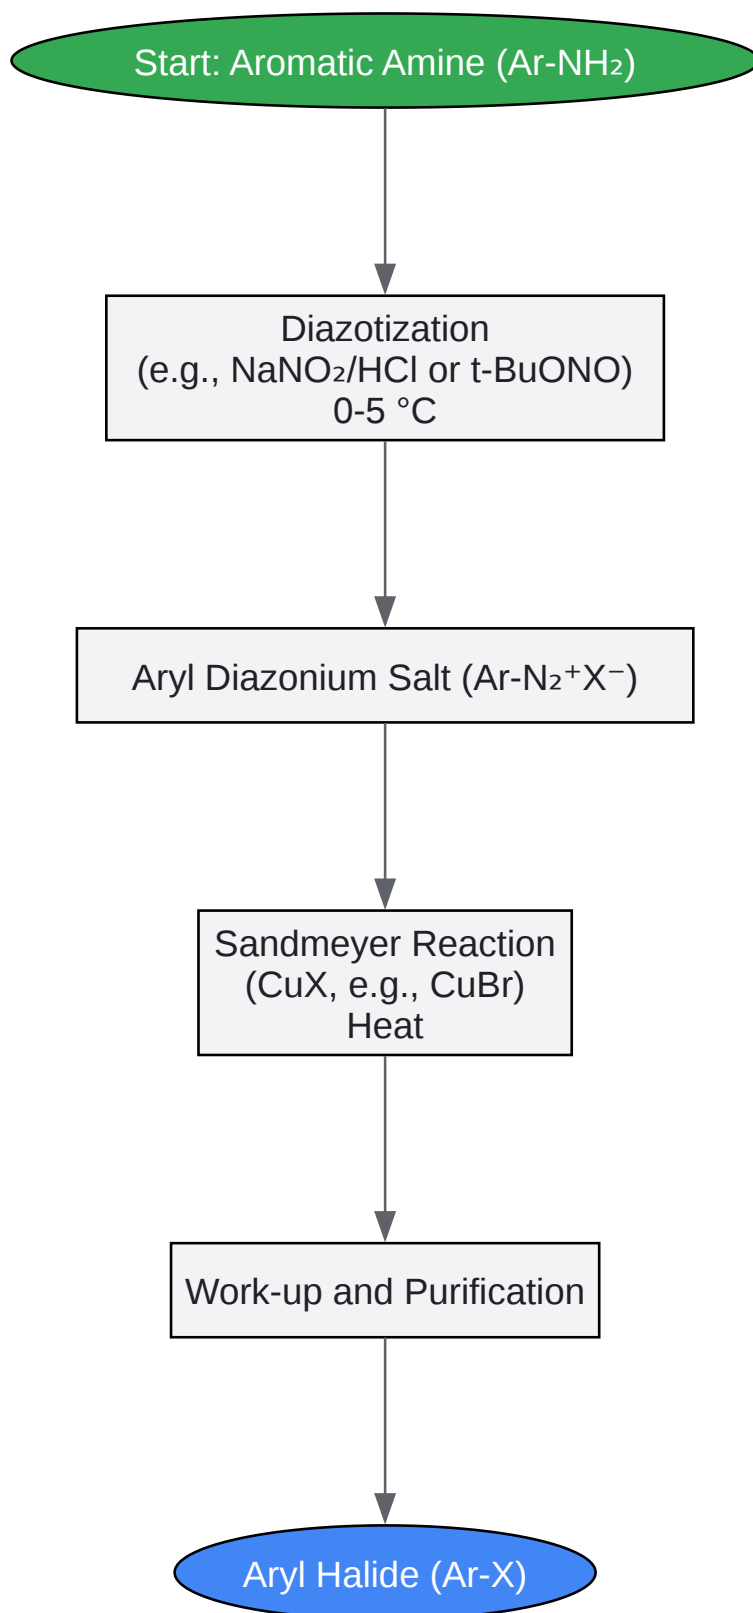 Start: Aromatic Amine (Ar-NH₂)
Diazotization
(e.g., NaNO₂/HCl or t-BuONO)
0-5 °C
Aryl Diazonium Salt (Ar-N₂⁺X⁻)
Sandmeyer Reaction
(CuX, e.g., CuBr)
Heat
Work-up and Purification
Aryl Halide (Ar-X)